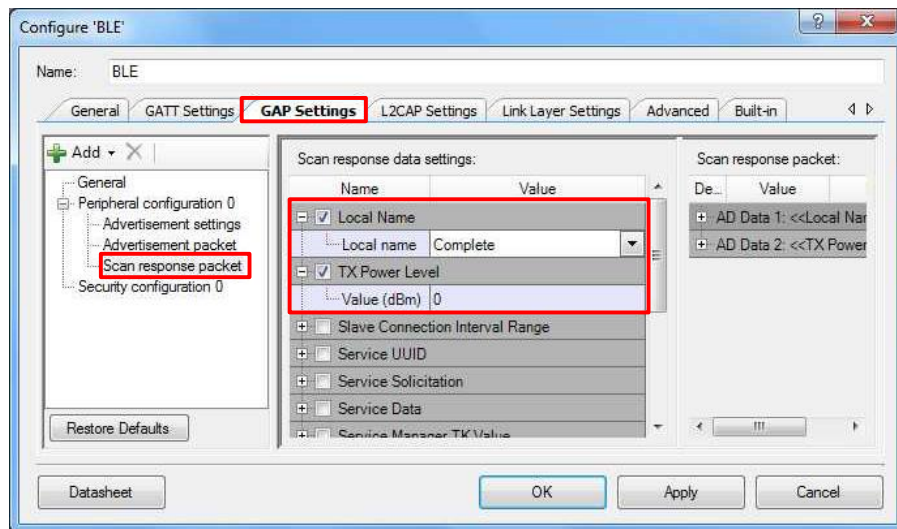 Configure 'BLE'
Name: BLE
General GATT Settings GAP Settings L2CAP Settings Link Layer Settings Advanced Built-in
Add
General
Peripheral configuration 0
Advertisement settings
Advertisement packet
Scan response packet
Security configuration 0
Restore Defaults
Scan response data settings:
Name Value
Local Name
Local name Complete
TX Power Level
Value (dBm) 0
Slave Connection Interval Range
Service UUID
Service Solicitation
Service Data
Service Manager TK Value
Scan response packet:
De... Value
AD Data 1: <<Local Nar
AD Data 2: <<TX Power
Datasheet OK Apply Cancel